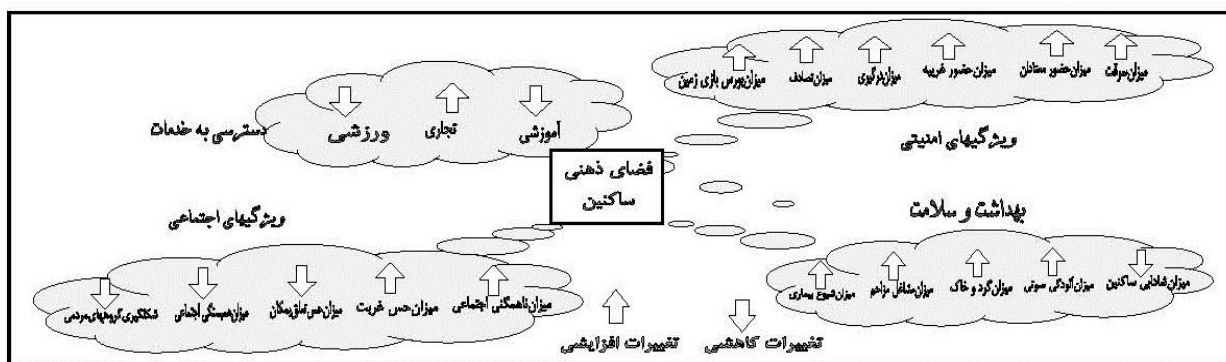 میزان سرقت
میزان حضور معتادان
میزان حضور غریبه
میزان درگیری
میزان تصادف
میزان بورس بازی زمین
ویژگیهای امنیتی
آموزشی
تجاری
ورزشی
دسترسی به خدمات
فضای ذهنی
ساکنین
بهداشت و سلامت
ویژگیهای اجتماعی
میزان شادابی ساکنین
میزان آلودگی صوتی
میزان گرد و خاک
میزان مشاغل مزاحم
میزان شیوع بیماری
میزان ناهمگنی اجتماعی
میزان حس غربت
میزان حس تعلق بمکان
میزان همبستگی اجتماعی
شکلگیری گروههای مردمی
تغییرات کاهشی
تغییرات افزایشی